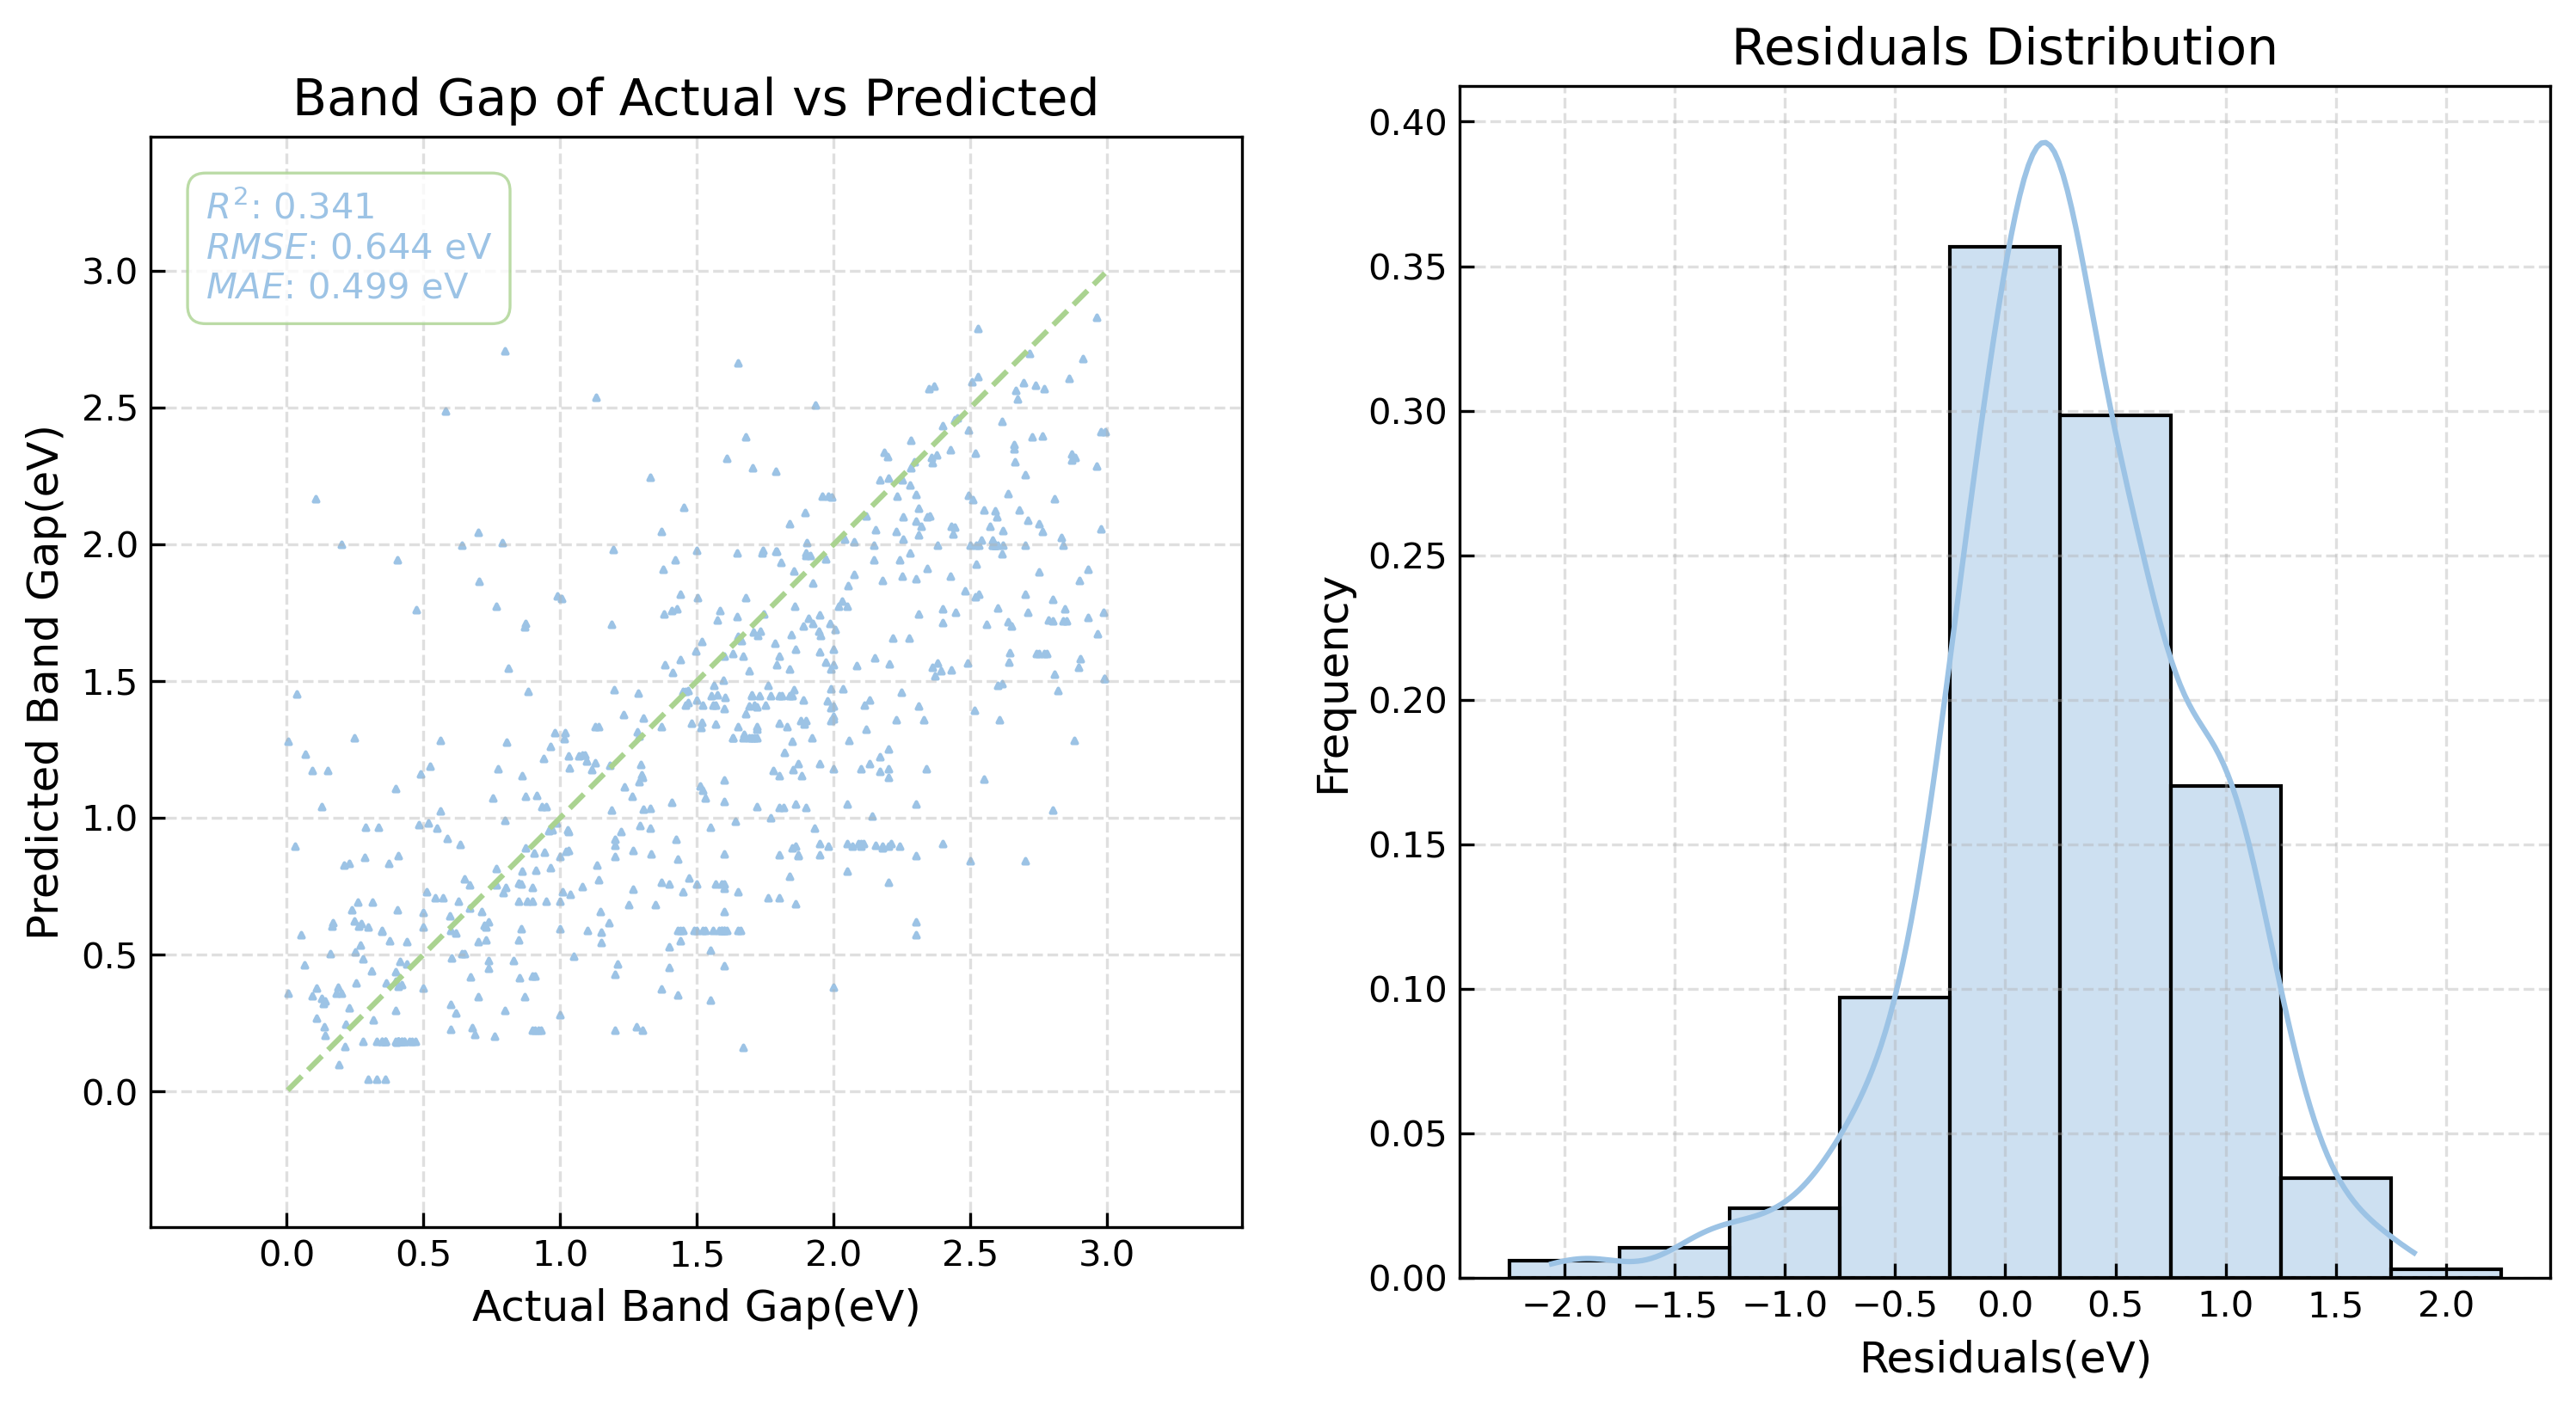 Band Gap of Actual vs Predicted
R²: 0.341
RMSE: 0.644 eV
MAE: 0.499 eV
3.0
2.5
2.0
1.5
1.0
0.5
0.0
Predicted Band Gap(eV)
0.0 0.5 1.0 1.5 2.0 2.5 3.0
Actual Band Gap(eV)
Residuals Distribution
0.40
0.35
0.30
0.25
0.20
0.15
0.10
0.05
0.00
Frequency
−2.0 −1.5 −1.0 −0.5 0.0 0.5 1.0 1.5 2.0
Residuals(eV)